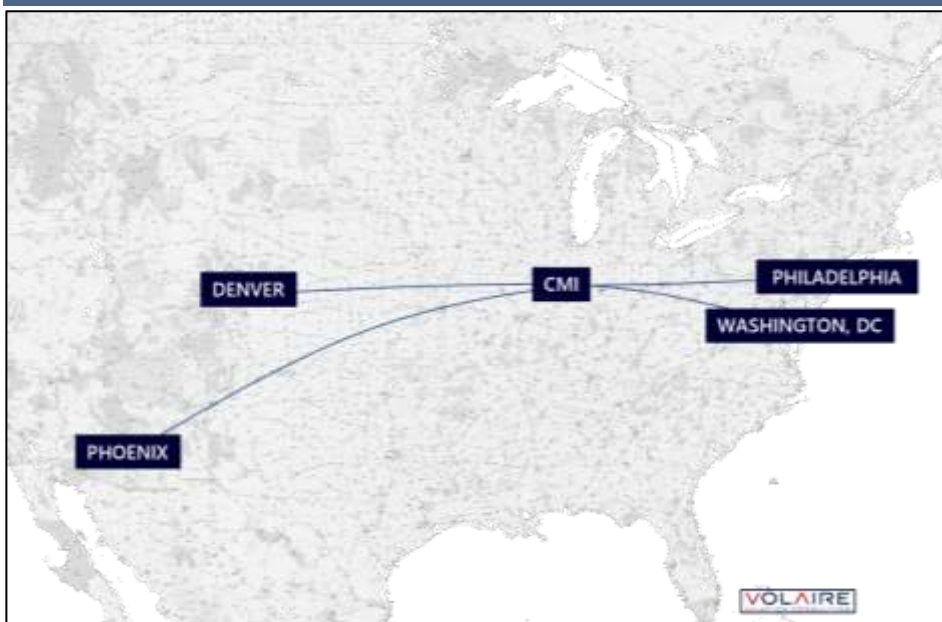 DENVER
CMI
PHILADELPHIA
WASHINGTON, DC
PHOENIX
VOLAIRE